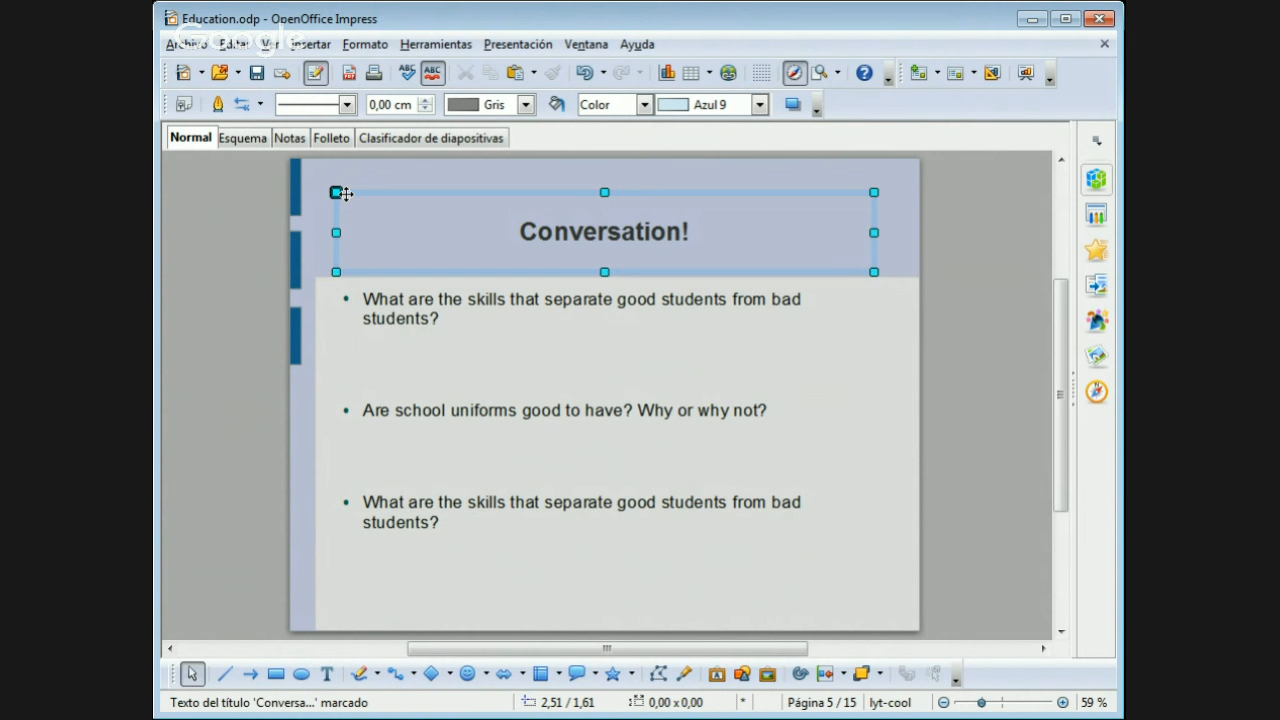 Education.odp - OpenOffice Impress
Google
Archivo Editar Ver Insertar Formato Herramientas Presentación Ventana Ayuda
ABC ABC
0,00 cm Gris Color Azul 9
Normal Esquema Notas Folleto Clasificador de diapositivas
Conversation!
• What are the skills that separate good students from bad
students?
• Are school uniforms good to have? Why or why not?
• What are the skills that separate good students from bad
students?
Texto del título 'Conversa...' marcado 2,51 / 1,61 0,00 x 0,00 * Página 5 / 15 lyt-cool 59 %